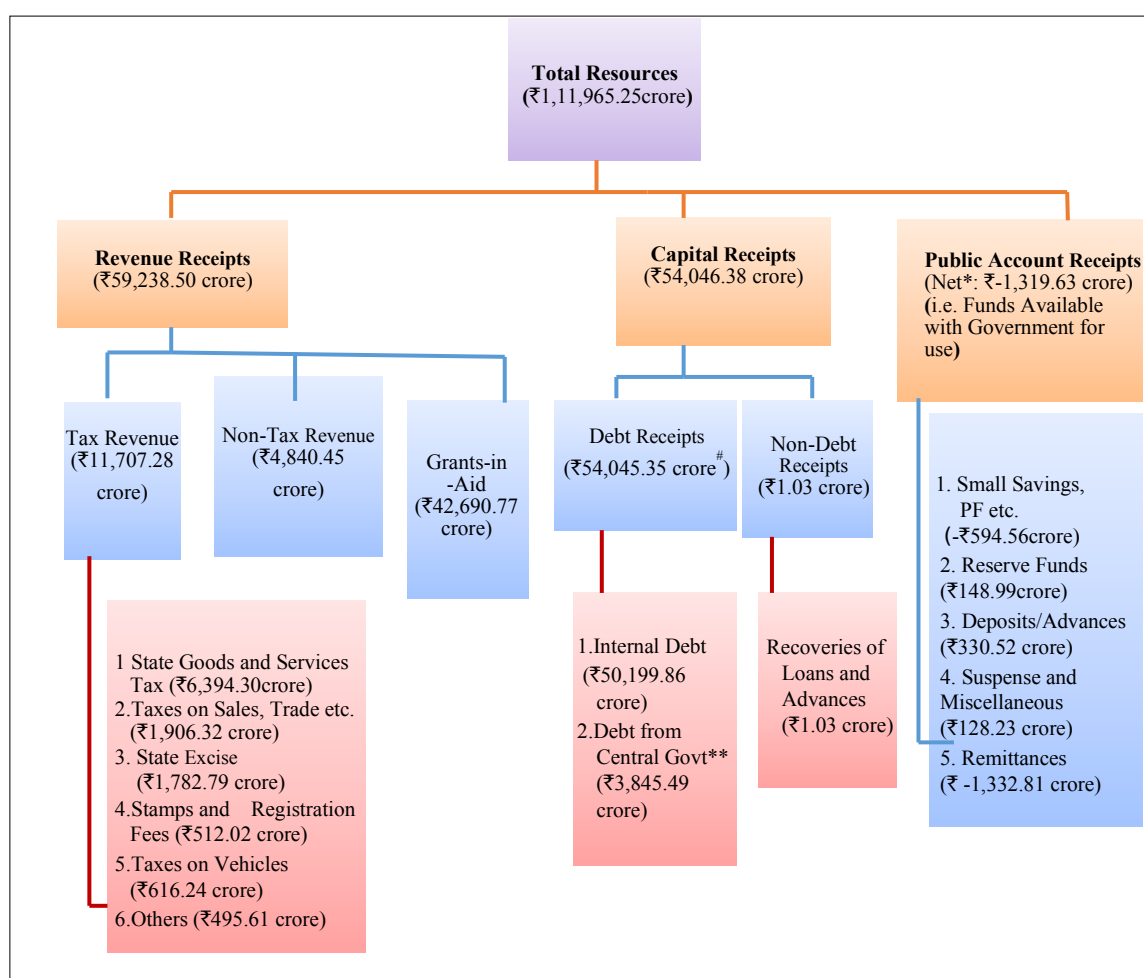 Total Resources
(₹1,11,965.25crore)
Revenue Receipts
(₹59,238.50 crore)
Capital Receipts
(₹54,046.38 crore)
Public Account Receipts
(Net*: ₹-1,319.63 crore)
(i.e. Funds Available
with Government for
use)
Tax Revenue
(₹11,707.28
crore)
Non-Tax Revenue
(₹4,840.45
crore)
Grants-in
-Aid
(₹42,690.77
crore)
Debt Receipts
(₹54,045.35 crore#)
Non-Debt
Receipts
(₹1.03 crore)
1 State Goods and Services
Tax (₹6,394.30crore)
2.Taxes on Sales, Trade etc.
(₹1,906.32 crore)
3. State Excise
(₹1,782.79 crore)
4.Stamps and Registration
Fees (₹512.02 crore)
5.Taxes on Vehicles
(₹616.24 crore)
6.Others (₹495.61 crore)
1.Internal Debt
(₹50,199.86
crore)
2.Debt from
Central Govt**
(₹3,845.49
crore)
Recoveries of
Loans and
Advances
(₹1.03 crore)
1. Small Savings,
PF etc.
(-₹594.56crore)
2. Reserve Funds
(₹148.99crore)
3. Deposits/Advances
(₹330.52 crore)
4. Suspense and
Miscellaneous
(₹128.23 crore)
5. Remittances
(₹ -1,332.81 crore)